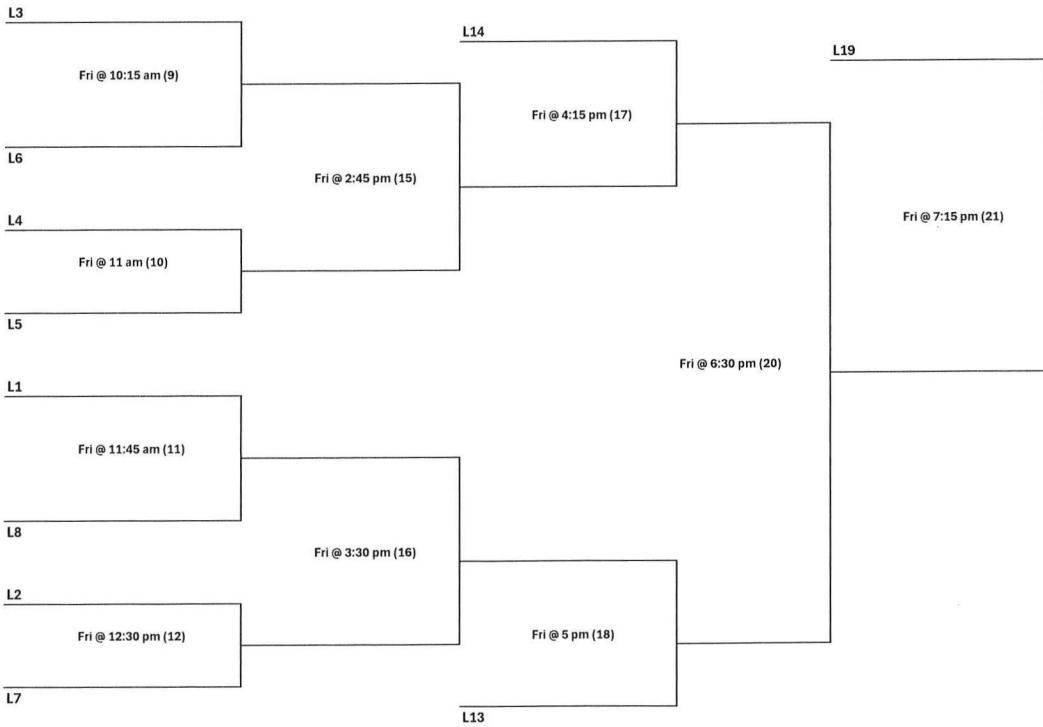 L3
Fri @ 10:15 am (9)
L6
L4
Fri @ 11 am (10)
L5
L1
Fri @ 11:45 am (11)
L8
L2
Fri @ 12:30 pm (12)
L7
Fri @ 2:45 pm (15)
Fri @ 3:30 pm (16)
L14
Fri @ 4:15 pm (17)
Fri @ 5 pm (18)
L13
Fri @ 6:30 pm (20)
L19
Fri @ 7:15 pm (21)